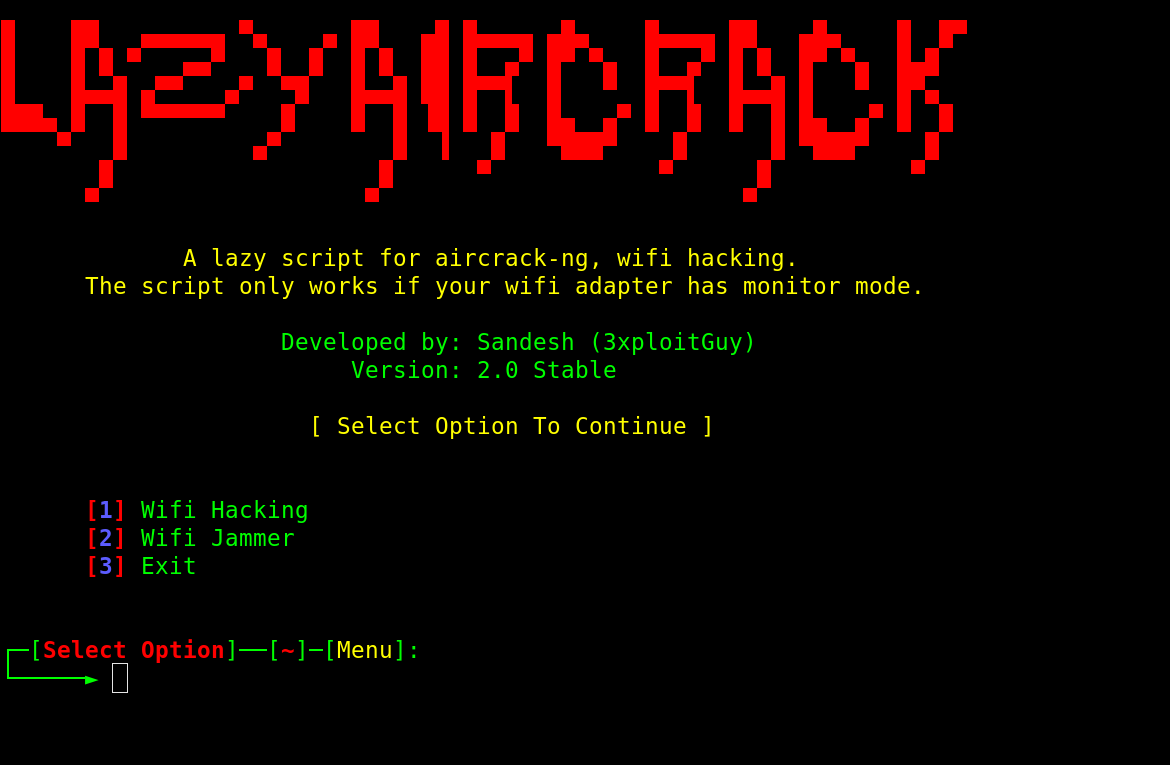 LAZYAIRCRACK
A lazy script for aircrack-ng, wifi hacking.
The script only works if your wifi adapter has monitor mode.
Developed by: Sandesh (3xploitGuy)
Version: 2.0 Stable
[ Select Option To Continue ]
[1] Wifi Hacking
[2] Wifi Jammer
[3] Exit
┌─[Select Option]──[~]─[Menu]:
└─────►